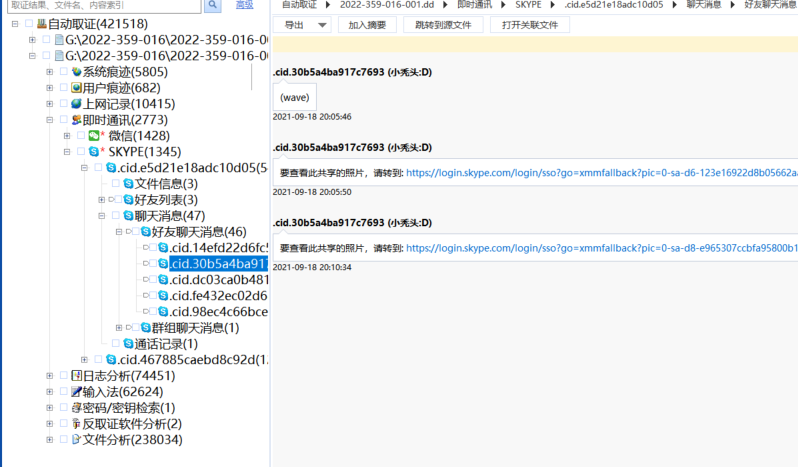 取证结果、文件名、内容索引 高级
自动取证(421518)
G:\2022-359-016\2022-359-016-0
G:\2022-359-016\2022-359-016-0
系统痕迹(5805)
用户痕迹(682)
上网记录(10415)
即时通讯(2773)
* 微信(1428)
* SKYPE(1345)
.cid.e5d21e18adc10d05(5
文件信息(3)
好友列表(3)
聊天消息(47)
好友聊天消息(46)
.cid.14efd22d6fc5
.cid.30b5a4ba917
.cid.dc03ca0b481
.cid.fe432ec02d6
.cid.98ec4c66bce
群组聊天消息(1)
通话记录(1)
.cid.467885caebd8c92d(1
日志分析(74451)
输入法(62624)
密码/密钥检索(1)
反取证软件分析(2)
文件分析(238034)
自动取证 2022-359-016-001.dd 即时通讯 SKYPE .cid.e5d21e18adc10d05 聊天消息 好友聊天消息
导出 加入摘要 跳转到源文件 打开关联文件
.cid.30b5a4ba917c7693 (小秃头:D)
(wave)
2021-09-18 20:05:46
.cid.30b5a4ba917c7693 (小秃头:D)
要查看此共享的照片，请转到: https://login.skype.com/login/sso?go=xmmfallback?pic=0-sa-d6-123e16922d8b05662a
2021-09-18 20:05:50
.cid.30b5a4ba917c7693 (小秃头:D)
要查看此共享的照片，请转到: https://login.skype.com/login/sso?go=xmmfallback?pic=0-sa-d8-e965307ccbfa95800b1
2021-09-18 20:10:34